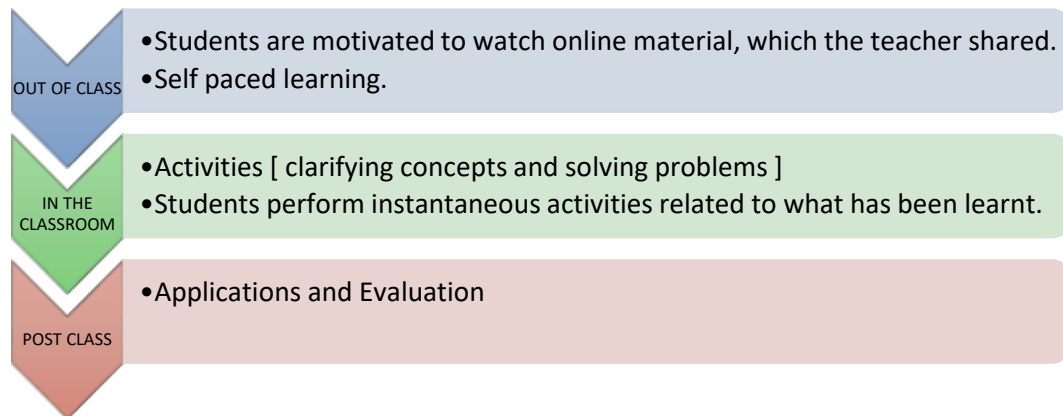 OUT OF CLASS
•Students are motivated to watch online material, which the teacher shared.
•Self paced learning.
IN THE
CLASSROOM
•Activities [ clarifying concepts and solving problems ]
•Students perform instantaneous activities related to what has been learnt.
POST CLASS
•Applications and Evaluation